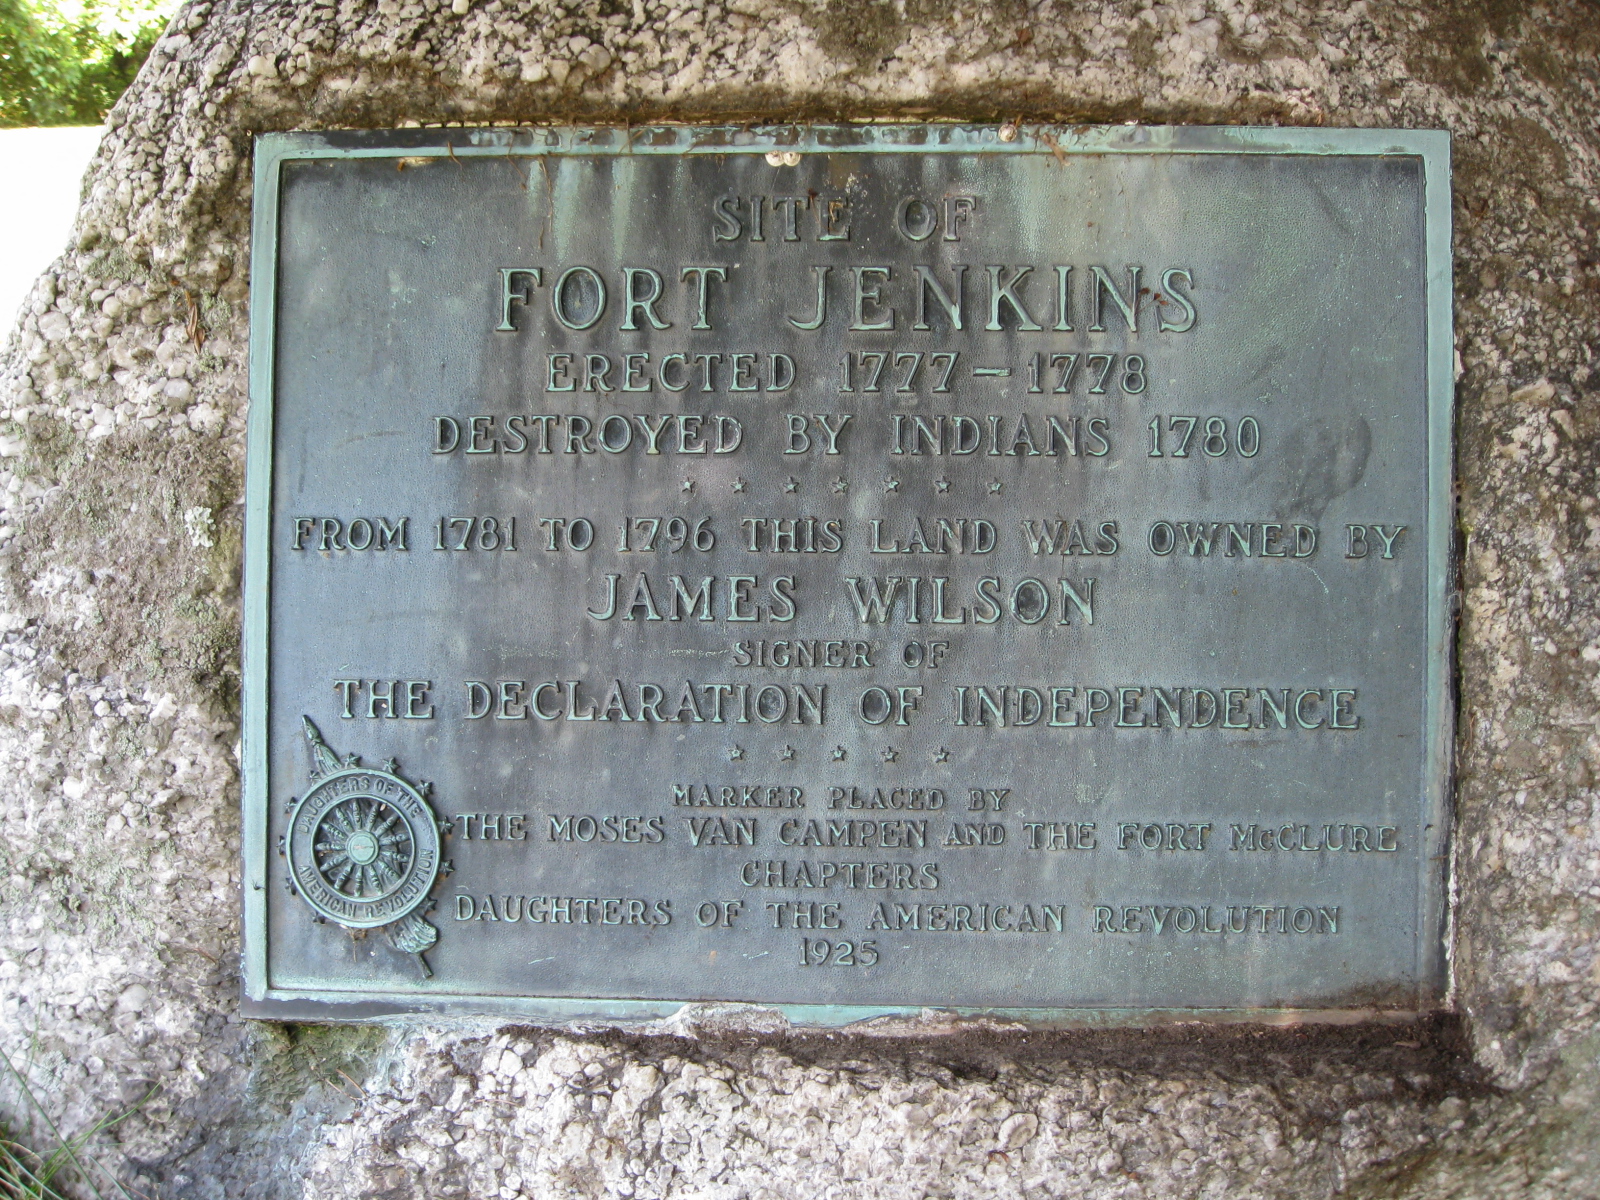 SITE OF
FORT JENKINS
ERECTED 1777-1778
DESTROYED BY INDIANS 1780
FROM 1781 TO 1796 THIS LAND WAS OWNED BY
JAMES WILSON
SIGNER OF
THE DECLARATION OF INDEPENDENCE
MARKER PLACED BY
THE MOSES VAN CAMPEN AND THE FORT McCLURE
CHAPTERS
DAUGHTERS OF THE AMERICAN REVOLUTION
1925
DAUGHTERS OF THE
AMERICAN REVOLUTION